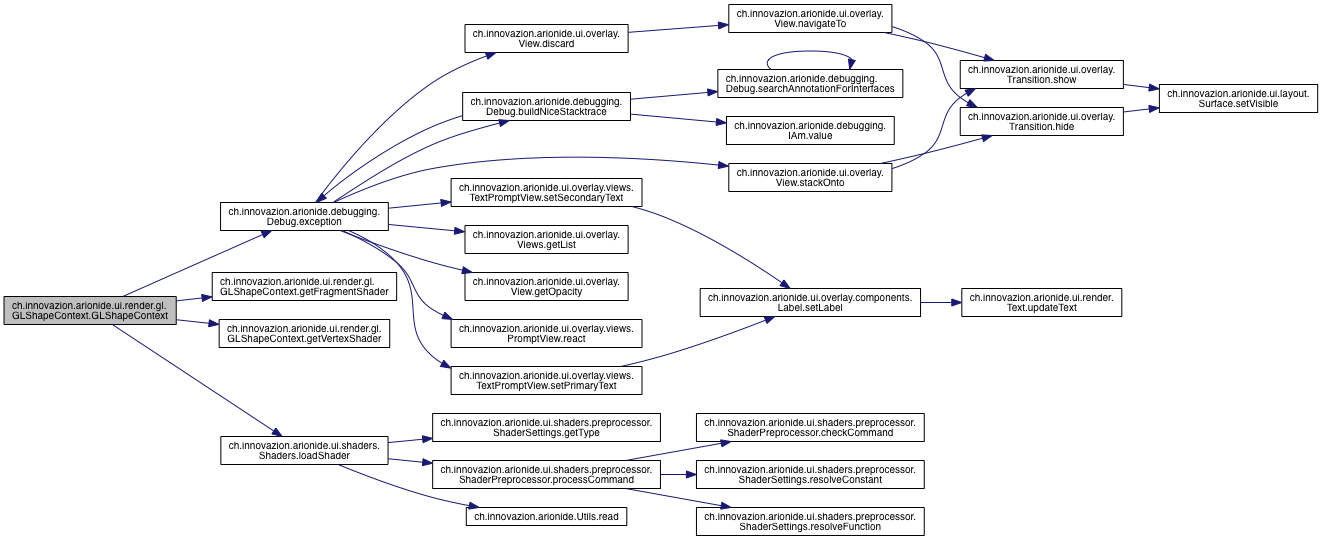 ch.innovazion.arionide.ui.render.gl.
GLShapeContext.GLShapeContext
ch.innovazion.arionide.debugging.
Debug.exception
ch.innovazion.arionide.ui.render.gl.
GLShapeContext.getFragmentShader
ch.innovazion.arionide.ui.render.gl.
GLShapeContext.getVertexShader
ch.innovazion.arionide.ui.shaders.
Shaders.loadShader
ch.innovazion.arionide.ui.overlay.
View.discard
ch.innovazion.arionide.debugging.
Debug.buildNiceStacktrace
ch.innovazion.arionide.ui.overlay.views.
TextPromptView.setSecondaryText
ch.innovazion.arionide.ui.overlay.
Views.getList
ch.innovazion.arionide.ui.overlay.
View.getOpacity
ch.innovazion.arionide.ui.overlay.views.
PromptView.react
ch.innovazion.arionide.ui.overlay.views.
TextPromptView.setPrimaryText
ch.innovazion.arionide.ui.shaders.preprocessor.
ShaderSettings.getType
ch.innovazion.arionide.ui.shaders.preprocessor.
ShaderPreprocessor.processCommand
ch.innovazion.arionide.Utils.read
ch.innovazion.arionide.ui.overlay.
View.navigateTo
ch.innovazion.arionide.debugging.
Debug.searchAnnotationForInterfaces
ch.innovazion.arionide.debugging.
IAm.value
ch.innovazion.arionide.ui.overlay.
View.stackOnto
ch.innovazion.arionide.ui.overlay.components.
Label.setLabel
ch.innovazion.arionide.ui.shaders.preprocessor.
ShaderPreprocessor.checkCommand
ch.innovazion.arionide.ui.shaders.preprocessor.
ShaderSettings.resolveConstant
ch.innovazion.arionide.ui.shaders.preprocessor.
ShaderSettings.resolveFunction
ch.innovazion.arionide.ui.overlay.
Transition.show
ch.innovazion.arionide.ui.overlay.
Transition.hide
ch.innovazion.arionide.ui.render.
Text.updateText
ch.innovazion.arionide.ui.layout.
Surface.setVisible